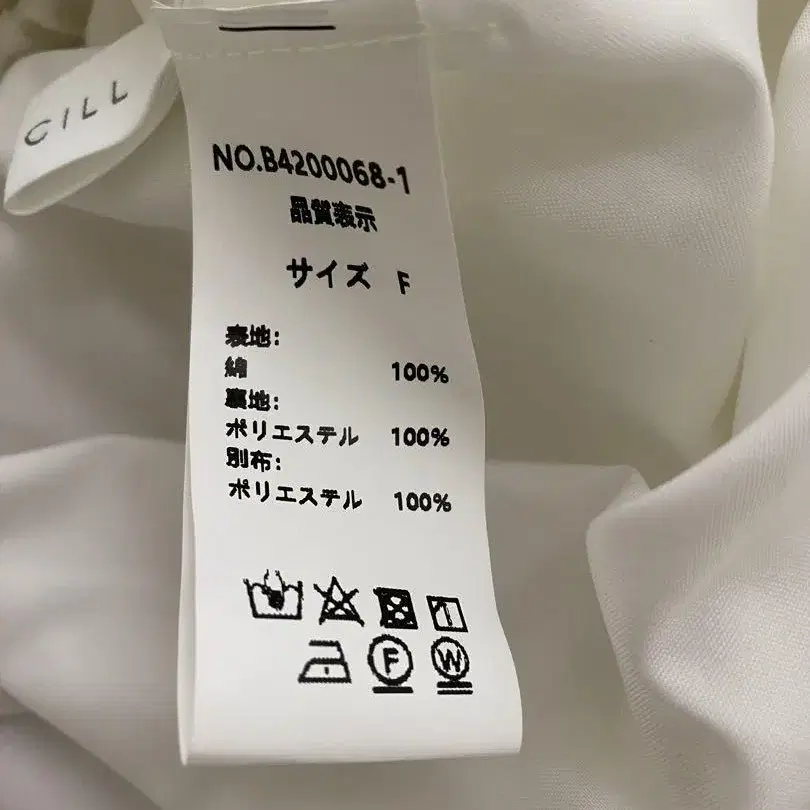 CILL
NO.B4200068-1
品質表示
サイズ F
表地:
綿 100%
裏地:
ポリエステル 100%
別布:
ポリエステル 100%
F W